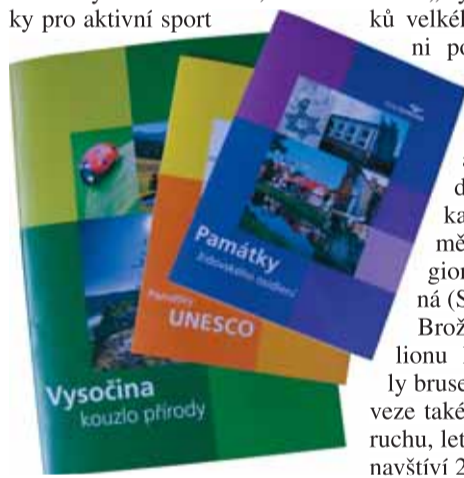 ky pro aktivní sport
ků velkél
ni po
a
d
ka
mě
gion
ná (S
Brož
lionu
ly bruse
veze také
ruchu, let
navštíví 2
Památky
židovského osídlení
Památky
UNESCO
Vysočina
kouzlo přírody